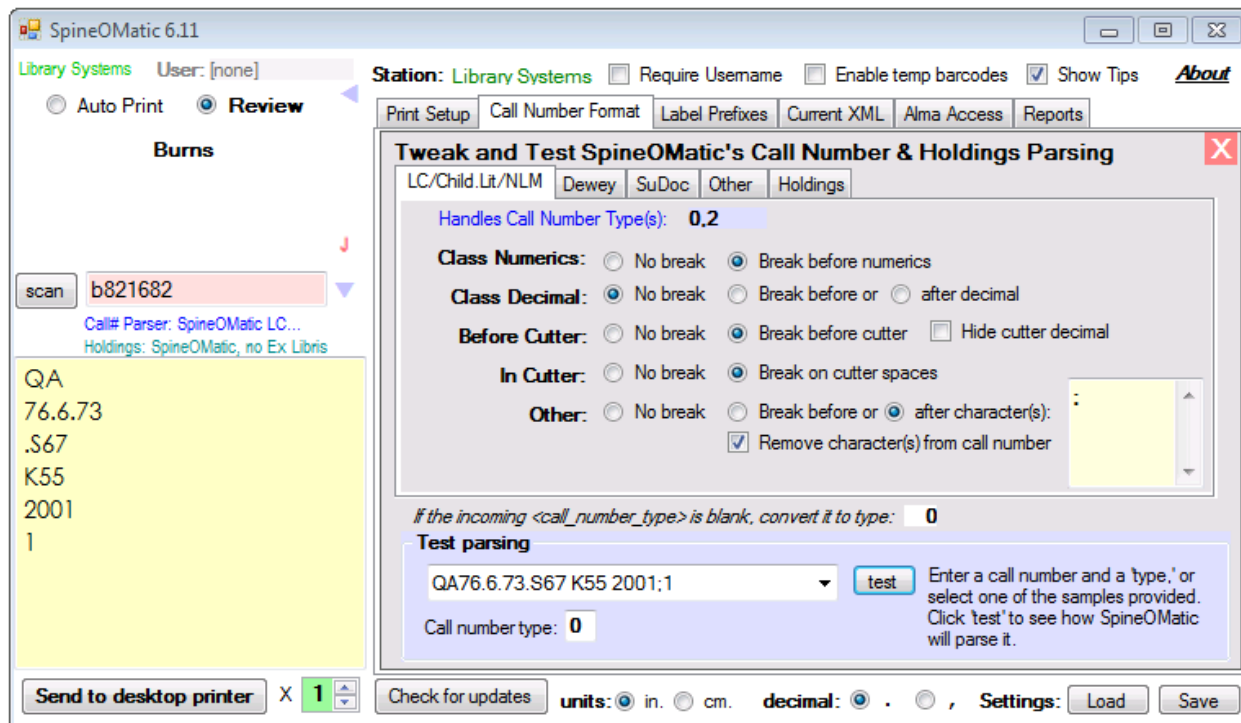 SpineOMatic 6.11
Library Systems User: [none]
Auto Print Review
Burns
scan b821682
Call# Parser: SpineOMatic LC...
Holdings: SpineOMatic, no Ex Libris
QA
76.6.73
.S67
K55
2001
1
Send to desktop printer X 1
Station: Library Systems Require Username Enable temp barcodes Show Tips About
Print Setup Call Number Format Label Prefixes Current XML Alma Access Reports
Tweak and Test SpineOMatic's Call Number & Holdings Parsing X
LC/Child.Lit/NLM Dewey SuDoc Other Holdings
Handles Call Number Type(s): 0,2
Class Numerics: No break Break before numerics
Class Decimal: No break Break before or after decimal
Before Cutter: No break Break before cutter Hide cutter decimal
In Cutter: No break Break on cutter spaces
Other: No break Break before or after character(s): ;
Remove character(s) from call number
If the incoming <call_number_type> is blank, convert it to type: 0
Test parsing
QA76.6.73.S67 K55 2001;1 test
Call number type: 0
Enter a call number and a 'type,' or
select one of the samples provided.
Click 'test' to see how SpineOMatic
will parse it.
Check for updates units: in. cm. decimal: . , Settings: Load Save